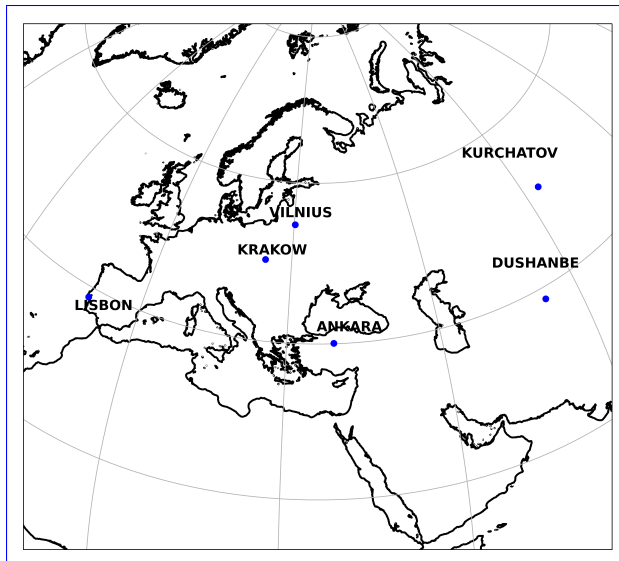 KURCHATOV
VILNIUS
KRAKOW
DUSHANBE
LISBON
ANKARA